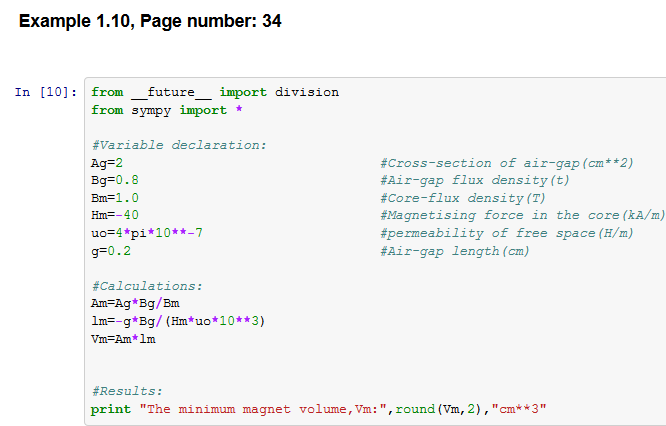 Example 1.10, Page number: 34
In [10]: from __future__ import division
from sympy import *
#Variable declaration:
Ag=2 #Cross-section of air-gap(cm**2)
Bg=0.8 #Air-gap flux density(t)
Bm=1.0 #Core-flux density(T)
Hm=-40 #Magnetising force in the core(kA/m)
uo=4*pi*10**-7 #permeability of free space(H/m)
g=0.2 #Air-gap length(cm)
#Calculations:
Am=Ag*Bg/Bm
lm=-g*Bg/(Hm*uo*10**3)
Vm=Am*lm
#Results:
print "The minimum magnet volume,Vm:",round(Vm,2),"cm**3"